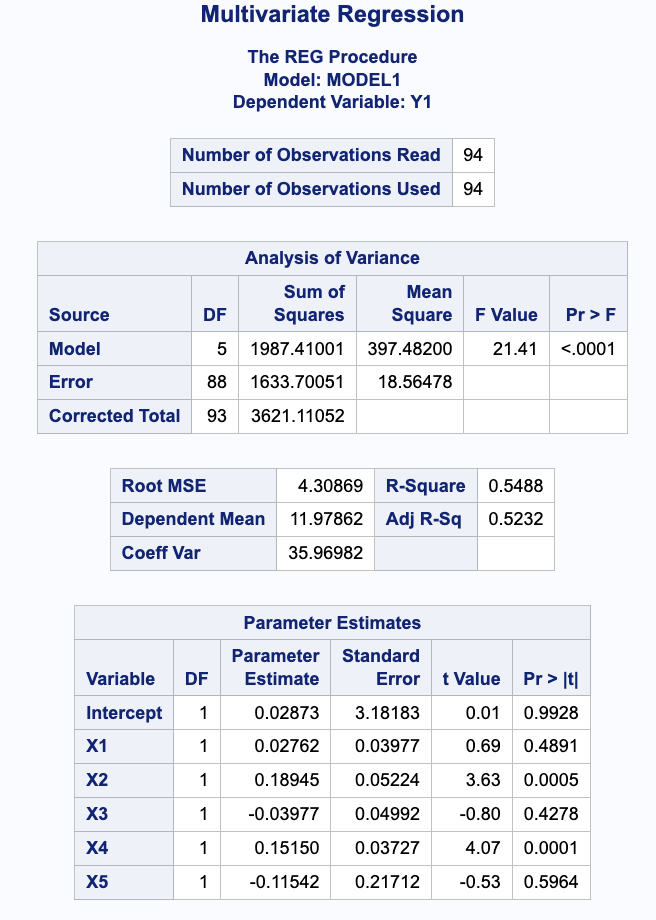 Multivariate Regression
The REG Procedure
Model: MODEL1
Dependent Variable: Y1
Number of Observations Read 94
Number of Observations Used 94
Analysis of Variance
Source DF Sum of Squares Mean Square F Value Pr > F
Model 5 1987.41001 397.48200 21.41 <.0001
Error 88 1633.70051 18.56478
Corrected Total 93 3621.11052
Root MSE 4.30869 R-Square 0.5488
Dependent Mean 11.97862 Adj R-Sq 0.5232
Coeff Var 35.96982
Parameter Estimates
Variable DF Parameter Estimate Standard Error t Value Pr > |t|
Intercept 1 0.02873 3.18183 0.01 0.9928
X1 1 0.02762 0.03977 0.69 0.4891
X2 1 0.18945 0.05224 3.63 0.0005
X3 1 -0.03977 0.04992 -0.80 0.4278
X4 1 0.15150 0.03727 4.07 0.0001
X5 1 -0.11542 0.21712 -0.53 0.5964